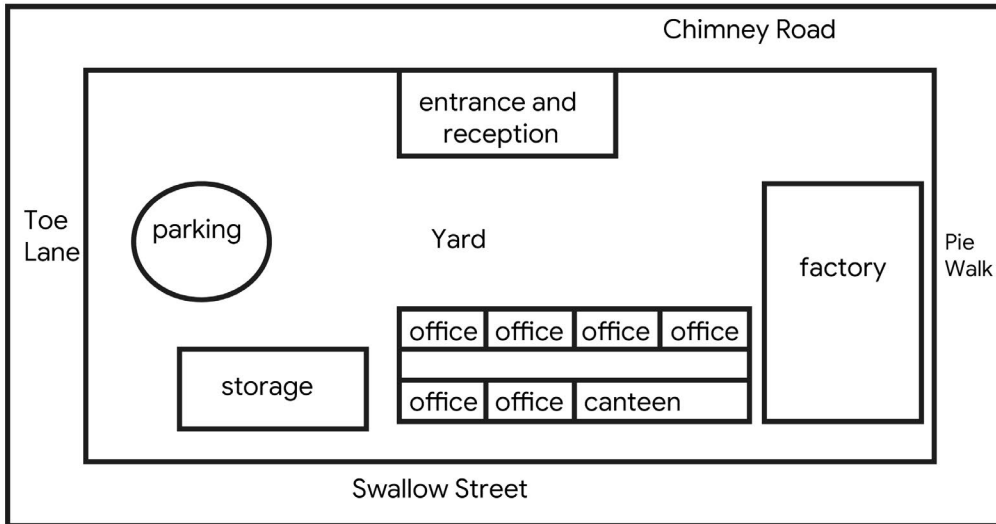 Chimney Road
entrance and
reception
Toe
Lane
parking
Yard
factory
Pie
Walk
office office office office
storage
office office canteen
Swallow Street